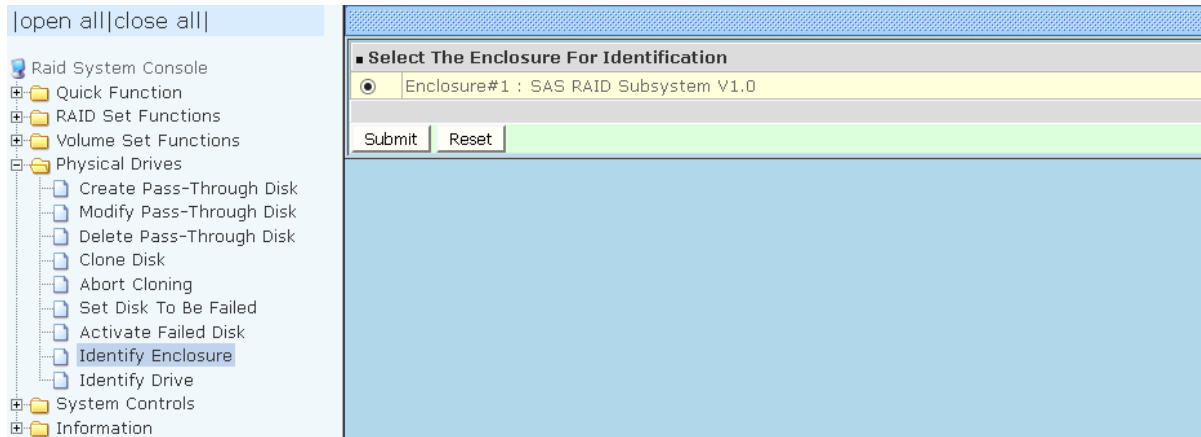 |open all|close all|
Raid System Console
Quick Function
RAID Set Functions
Volume Set Functions
Physical Drives
Create Pass-Through Disk
Modify Pass-Through Disk
Delete Pass-Through Disk
Clone Disk
Abort Cloning
Set Disk To Be Failed
Activate Failed Disk
Identify Enclosure
Identify Drive
System Controls
Information
Select The Enclosure For Identification
Enclosure#1 : SAS RAID Subsystem V1.0
Submit Reset